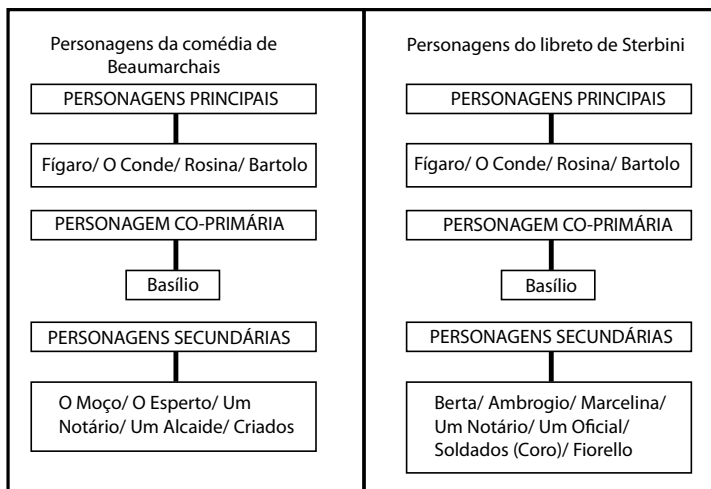 Personagens da comédia de
Beaumarchais
PERSONAGENS PRINCIPAIS
Fígaro/ O Conde/ Rosina/ Bartolo
PERSONAGEM CO-PRIMÁRIA
Basílio
PERSONAGENS SECUNDÁRIAS
O Moço/ O Esperto/ Um
Notário/ Um Alcaide/ Criados
Personagens do libreto de Sterbini
PERSONAGENS PRINCIPAIS
Fígaro/ O Conde/ Rosina/ Bartolo
PERSONAGEM CO-PRIMÁRIA
Basílio
PERSONAGENS SECUNDÁRIAS
Berta/ Ambrogio/ Marcelina/
Um Notário/ Um Oficial/
Soldados (Coro)/ Fiorello